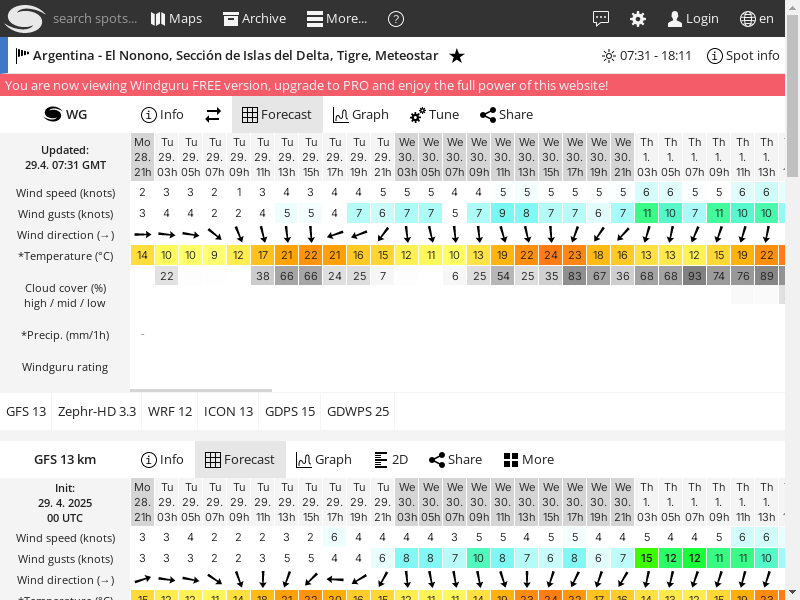 search spots... Maps Archive More... ? Login en
Argentina - El Nonono, Sección de Islas del Delta, Tigre, Meteostar ★ 07:31 - 18:11 Spot info
You are now viewing Windguru FREE version, upgrade to PRO and enjoy the full power of this website!
WG Info Forecast Graph Tune Share
Updated:
29.4. 07:31 GMT
Mo Tu Tu Tu Tu Tu Tu Tu Tu Tu Tu We We We We We We We We We We Th Th Th Th Th Th
28. 29. 29. 29. 29. 29. 29. 29. 29. 29. 29. 30. 30. 30. 30. 30. 30. 30. 30. 30. 30. 1. 1. 1. 1. 1. 1.
21h 03h 05h 07h 09h 11h 13h 15h 17h 19h 21h 03h 05h 07h 09h 11h 13h 15h 17h 19h 21h 03h 05h 07h 09h 11h 13h
Wind speed (knots) 2 3 3 2 1 3 4 3 4 4 5 5 5 4 4 5 5 5 5 5 5 6 6 5 5 6 6
Wind gusts (knots) 3 4 4 2 2 4 5 5 4 7 6 7 7 5 7 9 8 7 7 6 7 11 10 7 11 10 10
Wind direction (→)
*Temperature (°C) 14 10 10 9 12 17 21 22 21 16 15 12 11 10 13 19 22 24 23 18 16 13 13 12 15 19 22
Cloud cover (%)
high / mid / low
22 38 66 66 24 25 7 6 25 54 25 35 83 67 36 68 68 93 74 76 89
*Precip. (mm/1h) -
Windguru rating
GFS 13 Zephr-HD 3.3 WRF 12 ICON 13 GDPS 15 GDWPS 25
GFS 13 km Info Forecast Graph 2D Share More
Init:
29. 4. 2025
00 UTC
Mo Tu Tu Tu Tu Tu Tu Tu Tu Tu Tu We We We We We We We We We We Th Th Th Th Th Th
28. 29. 29. 29. 29. 29. 29. 29. 29. 29. 29. 30. 30. 30. 30. 30. 30. 30. 30. 30. 30. 1. 1. 1. 1. 1. 1.
21h 03h 05h 07h 09h 11h 13h 15h 17h 19h 21h 03h 05h 07h 09h 11h 13h 15h 17h 19h 21h 03h 05h 07h 09h 11h 13h
Wind speed (knots) 3 3 4 2 2 2 3 2 6 4 4 4 4 3 5 5 4 5 5 4 4 5 4 4 5 6 6
Wind gusts (knots) 3 3 3 2 2 3 5 5 4 4 6 8 8 7 10 8 7 6 8 6 7 15 12 12 11 11 10
Wind direction (→)